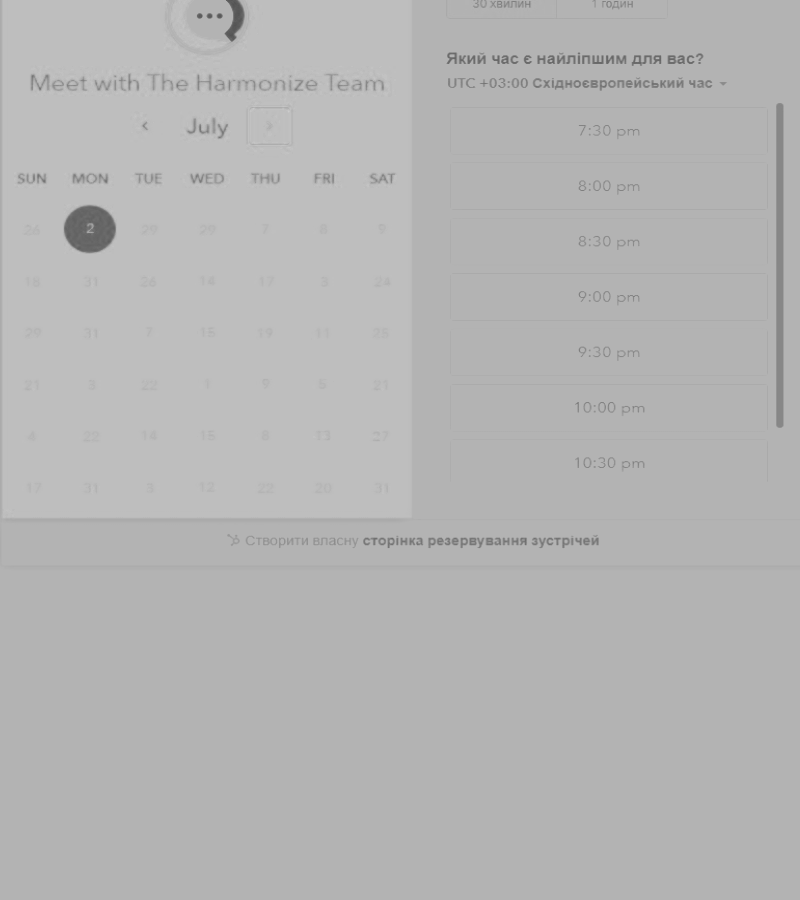 Meet with The Harmonize Team
July
SUN MON TUE WED THU FRI SAT
26 2 29 29 7 8 9
18 31 26 14 17 3 24
29 31 7 15 19 11 25
21 3 22 9 5 21
4 22 14 15 8 13 27
17 31 3 12 22 20 31
30 хвилин 1 годин
Який час є найліпшим для вас?
UTC +03:00 Східноєвропейський час
7:30 pm
8:00 pm
8:30 pm
9:00 pm
9:30 pm
10:00 pm
10:30 pm
Створити власну сторінка резервування зустрічей